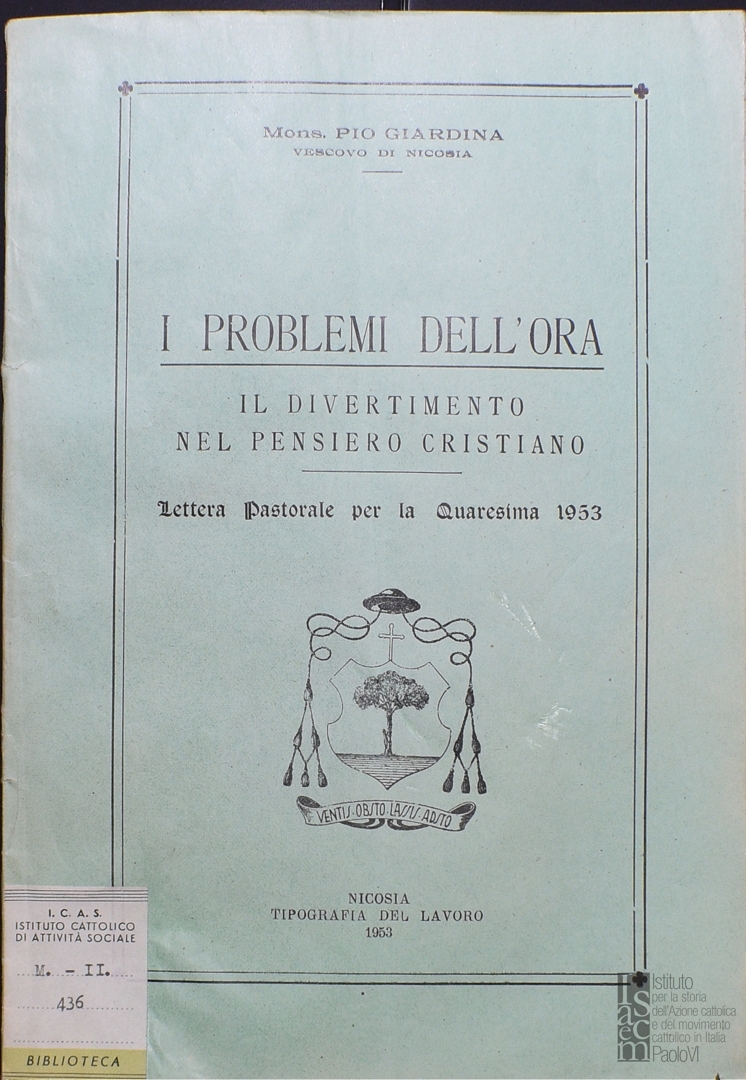 Mons. PIO GIARDINA
VESCOVO DI NICOSIA
I PROBLEMI DELL'ORA
IL DIVERTIMENTO
NEL PENSIERO CRISTIANO
Lettera Pastorale per la Quaresima 1953
VENTIS·OBSTO·LASSIS·ADSTO
NICOSIA
TIPOGRAFIA DEL LAVORO
1953
I. C. A. S.
ISTITUTO CATTOLICO
DI ATTIVITÀ SOCIALE
M. - II.
436
BIBLIOTECA
Isacem
Istituto
per la storia
dell'Azione cattolica
e del movimento
cattolico in Italia
PaoloVI